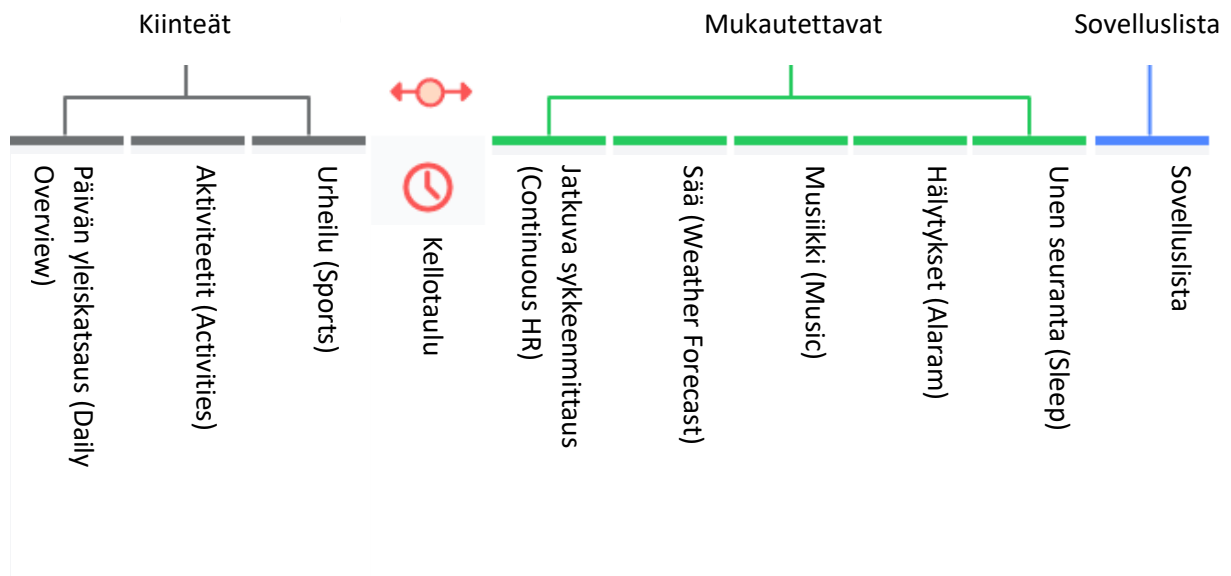 Kiinteät
Mukautettavat
Sovelluslista
Päivän yleiskatsaus (Daily
Overview)
Aktiviteetit (Activities)
Urheilu (Sports)
Kellotaulu
Jatkuva sykkeenmittaus
(Continuous HR)
Sää (Weather Forecast)
Musiikki (Music)
Hälytykset (Alaram)
Unen seuranta (Sleep)
Sovelluslista